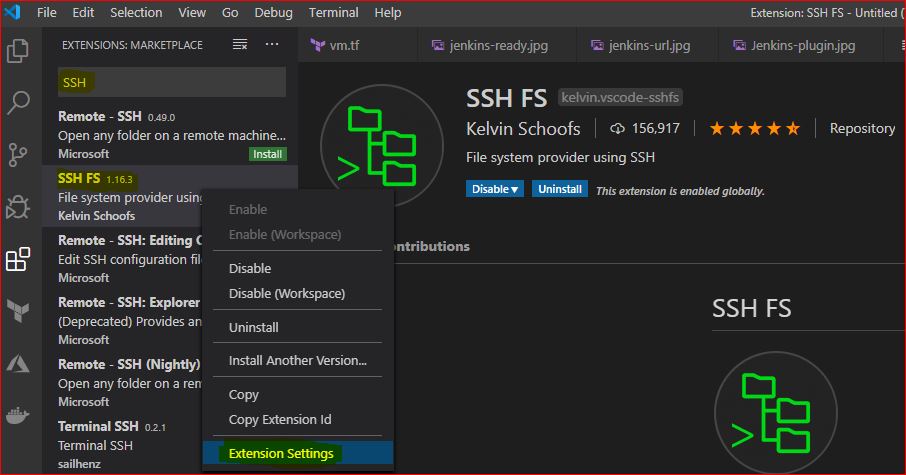 File Edit Selection View Go Debug Terminal Help Extension: SSH FS - Untitled (
EXTENSIONS: MARKETPLACE
vm.tf jenkins-ready.jpg jenkins-url.jpg Jenkins-plugin.jpg
SSH
Remote - SSH 0.49.0
Open any folder on a remote machine...
Microsoft Install
SSH FS 1.16.3
File system provider using
Kelvin Schoofs
Remote - SSH: Editing C
Edit SSH configuration file
Microsoft
Remote - SSH: Explorer
(Deprecated) Provides an
Microsoft
Remote - SSH (Nightly)
Open any folder on a rem
Microsoft
Terminal SSH 0.2.1
Terminal SSH
sailhenz
Enable
Enable (Workspace)
Disable
Disable (Workspace)
Uninstall
Install Another Version...
Copy
Copy Extension Id
Extension Settings
SSH FS kelvin.vscode-sshfs
Kelvin Schoofs 156,917 Repository
File system provider using SSH
Disable Uninstall This extension is enabled globally.
ontributions
SSH FS